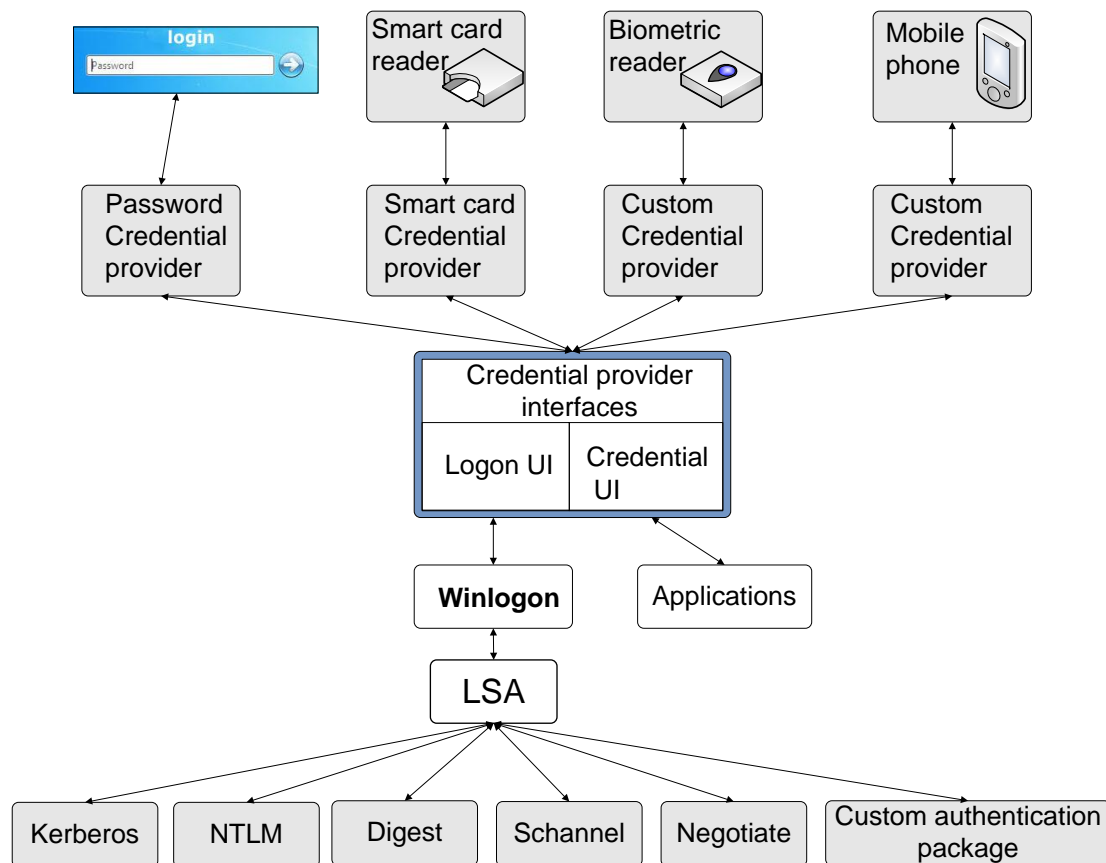 login
Password
Smart card
reader
Biometric
reader
Mobile
phone
Password
Credential
provider
Smart card
Credential
provider
Custom
Credential
provider
Custom
Credential
provider
Credential provider
interfaces
Logon UI
Credential
UI
Winlogon
Applications
LSA
Kerberos
NTLM
Digest
Schannel
Negotiate
Custom authentication
package